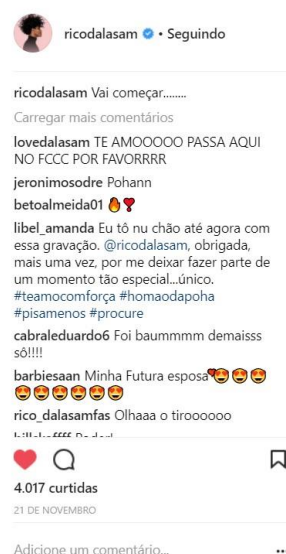 ricodalasam • Seguindo
ricodalasam Vai começar........
Carregar mais comentários
lovedalasam TE AMOOOOO PASSA AQUI
NO FCCC POR FAVORRRR
jeronimosodre Pohann
betoalmeida01 🔥❣
libel_amanda Eu tô nu chão até agora com
essa gravação. @ricodalasam, obrigada,
mais uma vez, por me deixar fazer parte de
um momento tão especial...único.
#teamocomforça #homaodapoha
#pisamenos #procure
cabraleduardo6 Foi baummmm demaisss
sô!!!!
barbiesaan Minha Futura esposa❣😍😍😍
😍😍😍😍😍😍
rico_dalasamfas Olhaaa o tiroooooo
4.017 curtidas
21 DE NOVEMBRO
Adicione um comentário...